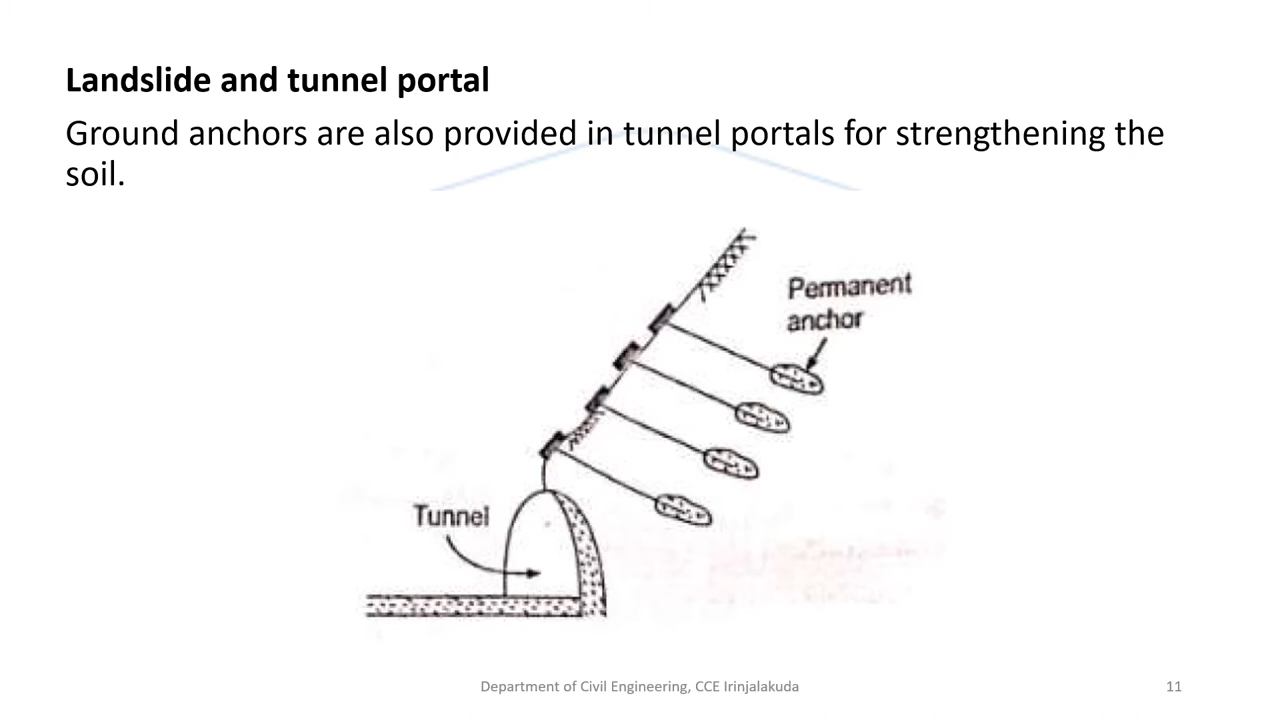 Landslide and tunnel portal
Ground anchors are also provided in tunnel portals for strengthening the
soil.
Permanent
anchor
Tunnel
Department of Civil Engineering, CCE Irinjalakuda
11